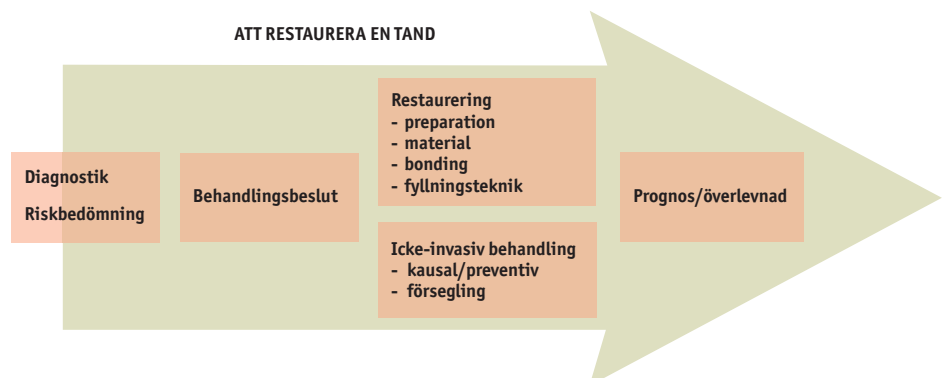 ATT RESTAURERA EN TAND
Diagnostik
Riskbedömning
Behandlingsbeslut
Restaurering
- preparation
- material
- bonding
- fyllningsteknik
Icke-invasiv behandling
- kausal/preventiv
- försegling
Prognos/överlevnad